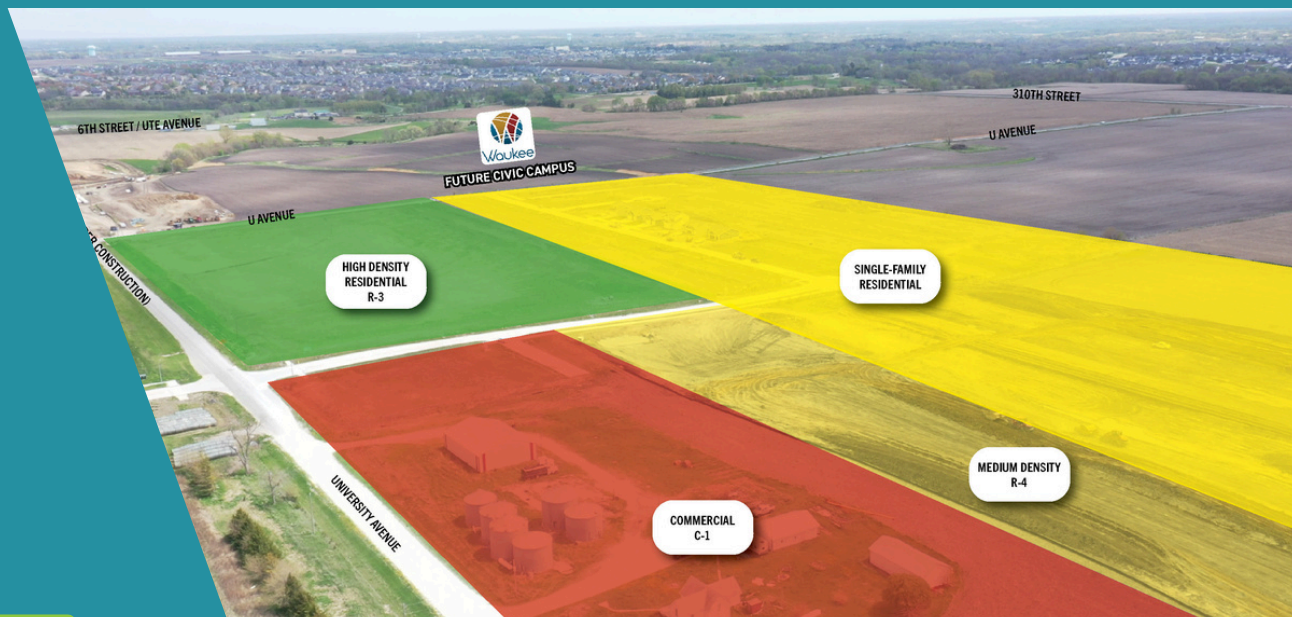 310TH STREET
6TH STREET / UTE AVENUE
U AVENUE
Waukee
FUTURE CIVIC CAMPUS
U AVENUE
CONSTRUCTION)
HIGH DENSITY
RESIDENTIAL
R-3
SINGLE-FAMILY
RESIDENTIAL
MEDIUM DENSITY
R-4
UNIVERSITY AVENUE
COMMERCIAL
C-1